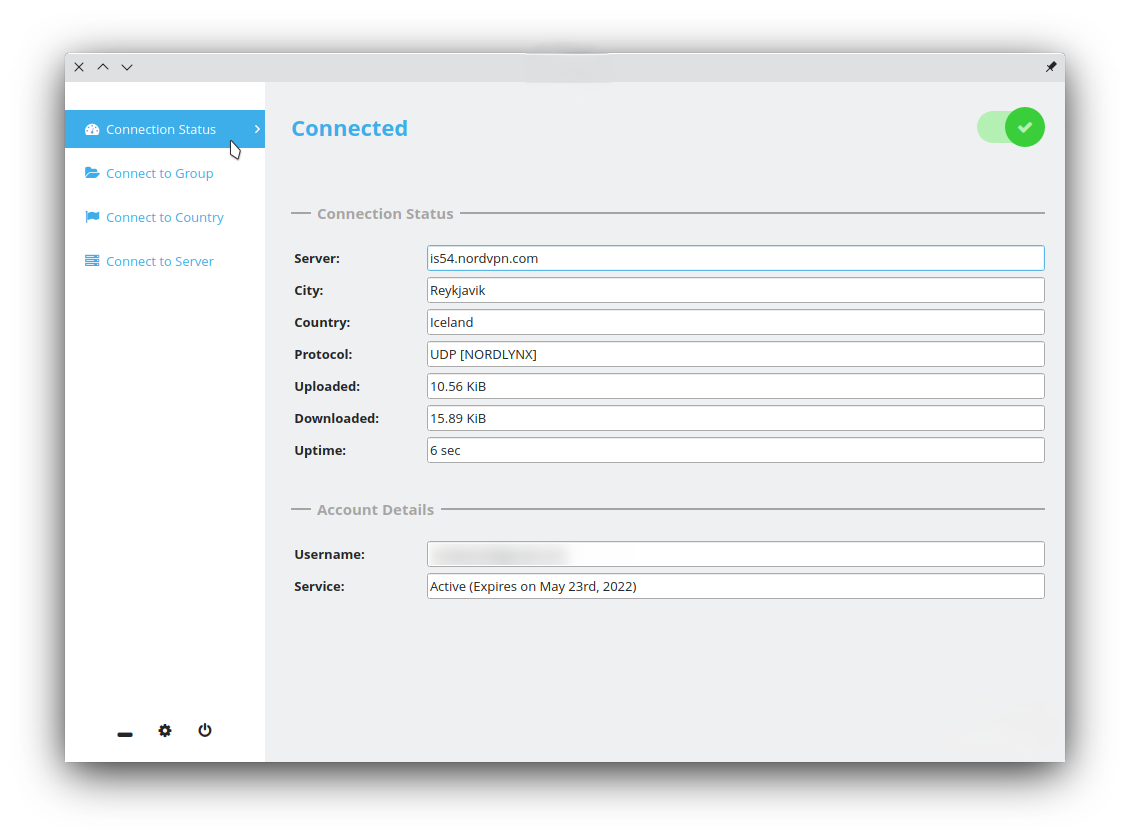 Connection Status
Connect to Group
Connect to Country
Connect to Server
Connected
Connection Status
Server: is54.nordvpn.com
City: Reykjavik
Country: Iceland
Protocol: UDP [NORDLYNX]
Uploaded: 10.56 KiB
Downloaded: 15.89 KiB
Uptime: 6 sec
Account Details
Username:
Service: Active (Expires on May 23rd, 2022)